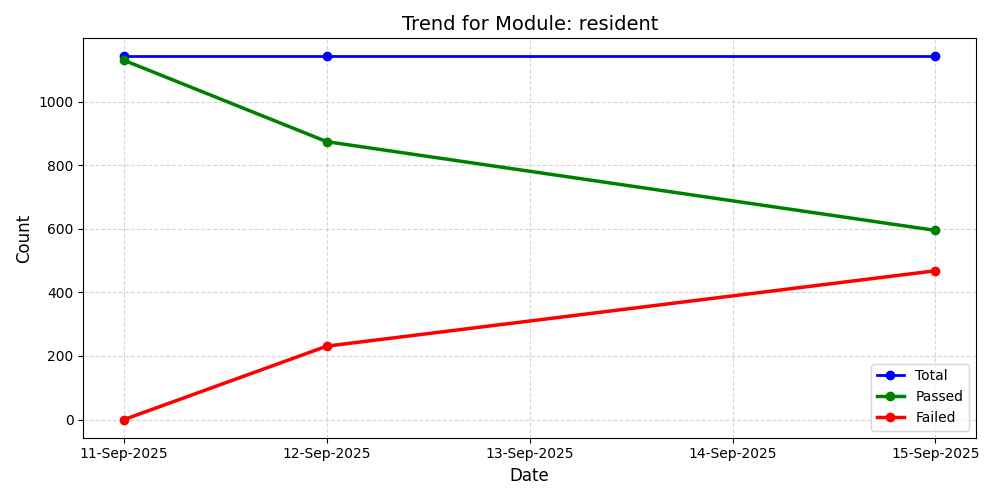 Trend for Module: resident
Count
1000
800
600
400
200
0
11-Sep-2025
12-Sep-2025
13-Sep-2025
14-Sep-2025
15-Sep-2025
Date
Total
Passed
Failed